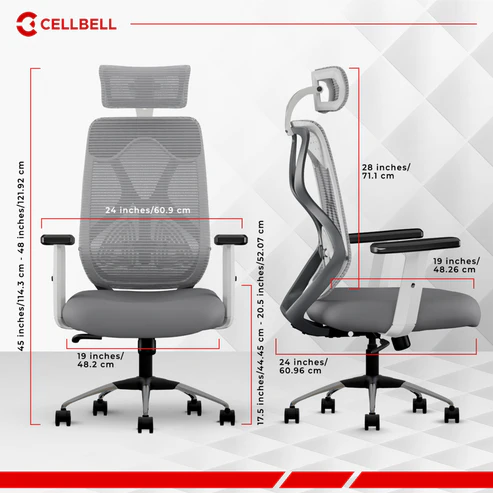 CELLBELL
28 inches/
71.1 cm
24 inches/60.9 cm
45 inches/114.3 cm - 48 inches/121.92 cm
17.5 inches/44.45 cm - 20.5 inches/52.07 cm
19 inches/
48.26 cm
19 inches/
48.2 cm
24 inches/
60.96 cm